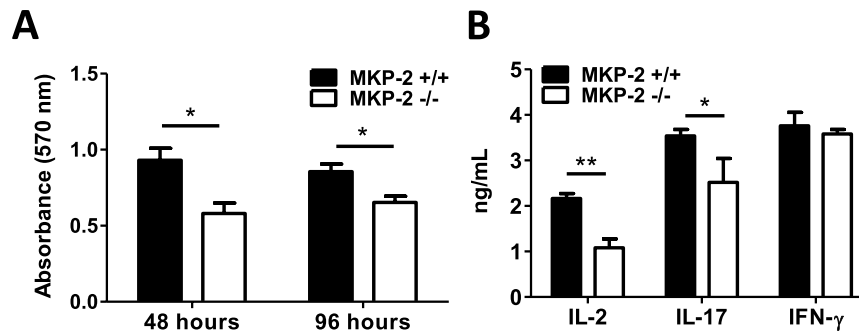 A
Absorbance (570 nm)
1.5
1.0
0.5
0.0
MKP-2 +/+
MKP-2 -/-
*
*
48 hours
96 hours
B
ng/mL
5
4
3
2
1
0
MKP-2 +/+
MKP-2 -/-
**
*
IL-2
IL-17
IFN-γ